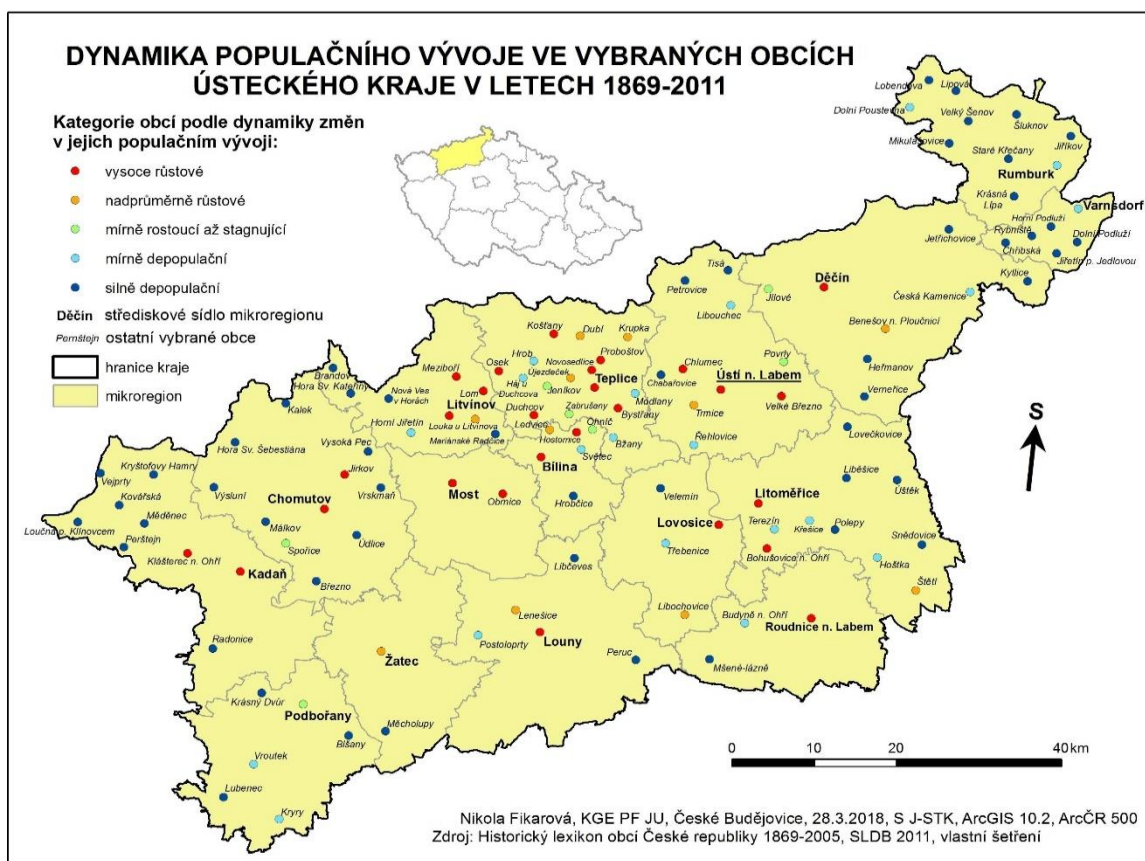 DYNAMIKA POPULAČNÍHO VÝVOJE VE VYBRANÝCH OBCÍCH
ÚSTECKÉHO KRAJE V LETECH 1869-2011
Kategorie obcí podle dynamiky změn
v jejich populačním vývoji:
vysoce růstové
nadprůměrně růstové
mírně rostoucí až stagnující
mírně depopulační
silně depopulační
Děčín střediskové sídlo mikroregionu
Pernštejn ostatní vybrané obce
hranice kraje
mikroregion
Lobendava
Lipová
Dolní Poustevna
Velký Šenov
Šluknov
Mikulášovice
Jiříkov
Staré Křečany
Rumburk
Krásná
Lípa
Varnsdorf
Horní Podluží
Rybniště
Dolní Podluží
Jetřichovice
Chřibská
Jiřetín p. Jedlovou
Kytlice
Tisá
Petrovice
Děčín
Jílové
Česká Kamenice
Libouchec
Benešov n. Ploučnicí
Košťany
Dubí
Krupka
Proboštov
Povrly
Heřmanov
Verneřice
Hrob
Novosedlice
Chlumec
Meziboří
Osek
Újezdeček
Háj u
Duchcova
Teplice
Chabařovice
Ústí n. Labem
Brandov
Hora Sv. Kateřiny
Nová Ves
v Horách
Lom
Jeníkov
Modlany
Velké Březno
Kalek
Litvínov
Duchcov
Zabrušany
Bystřany
Trmice
Louka u Litvínova
Ledvice
Ohníč
Horní Jiřetín
Mariánské Radčice
Hostomice
Bžany
Řehlovice
Lovečkovice
Světec
Hora Sv. Šebestiána
Vysoká Pec
Bílina
Kryštofovy Hamry
Jirkov
Vejprty
Výsluní
Chomutov
Vrskmaň
Most
Obrnice
Hrobčice
Velemín
Litoměřice
Liběšice
Úštěk
Kovářská
Měděnec
Loučná p. Klínovcem
Málkov
Lovosice
Terezín
Křešice
Polepy
Perštejn
Spořice
Údlice
Třebenice
Bohušovice n. Ohří
Snědovice
Klášterec n. Ohří
Libčeves
Hoštka
Kadaň
Březno
Štětí
Lenešice
Libochovice
Budyně n. Ohří
Roudnice n. Labem
Postoloprty
Louny
Radonice
Žatec
Peruc
Mšené-lázně
Krásný Dvůr
Podbořany
Měcholupy
Blšany
Vroutek
Lubenec
Kryry
S
0 10 20 40 km
Nikola Fikarová, KGE PF JU, České Budějovice, 28.3.2018, S J-STK, ArcGIS 10.2, ArcČR 500
Zdroj: Historický lexikon obcí České republiky 1869-2005, SLDB 2011, vlastní šetření